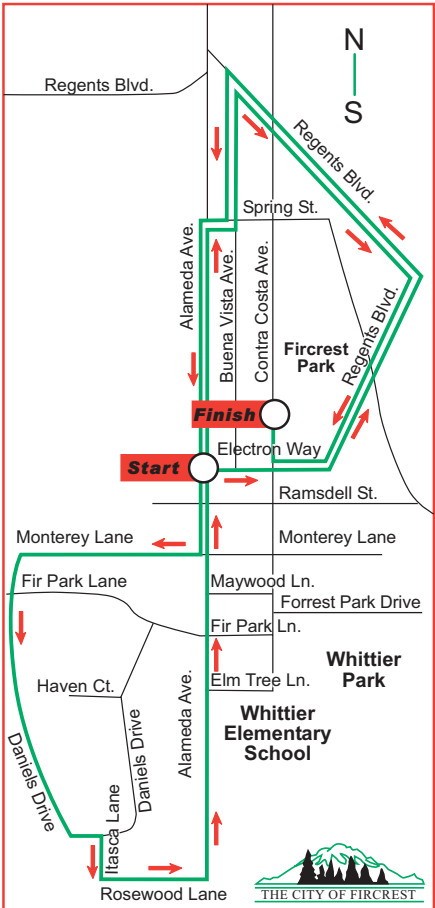 N
S
Regents Blvd.
Regents Blvd.
Spring St.
Alameda Ave.
Buena Vista Ave.
Contra Costa Ave.
Fircrest
Park
Regents Blvd.
Finish
Electron Way
Start
Ramsdell St.
Monterey Lane
Monterey Lane
Fir Park Lane
Maywood Ln.
Forrest Park Drive
Fir Park Ln.
Whittier
Park
Haven Ct.
Elm Tree Ln.
Alameda Ave.
Whittier
Elementary
School
Daniels Drive
Daniels Drive
Itasca Lane
Rosewood Lane
THE CITY OF FIRCREST